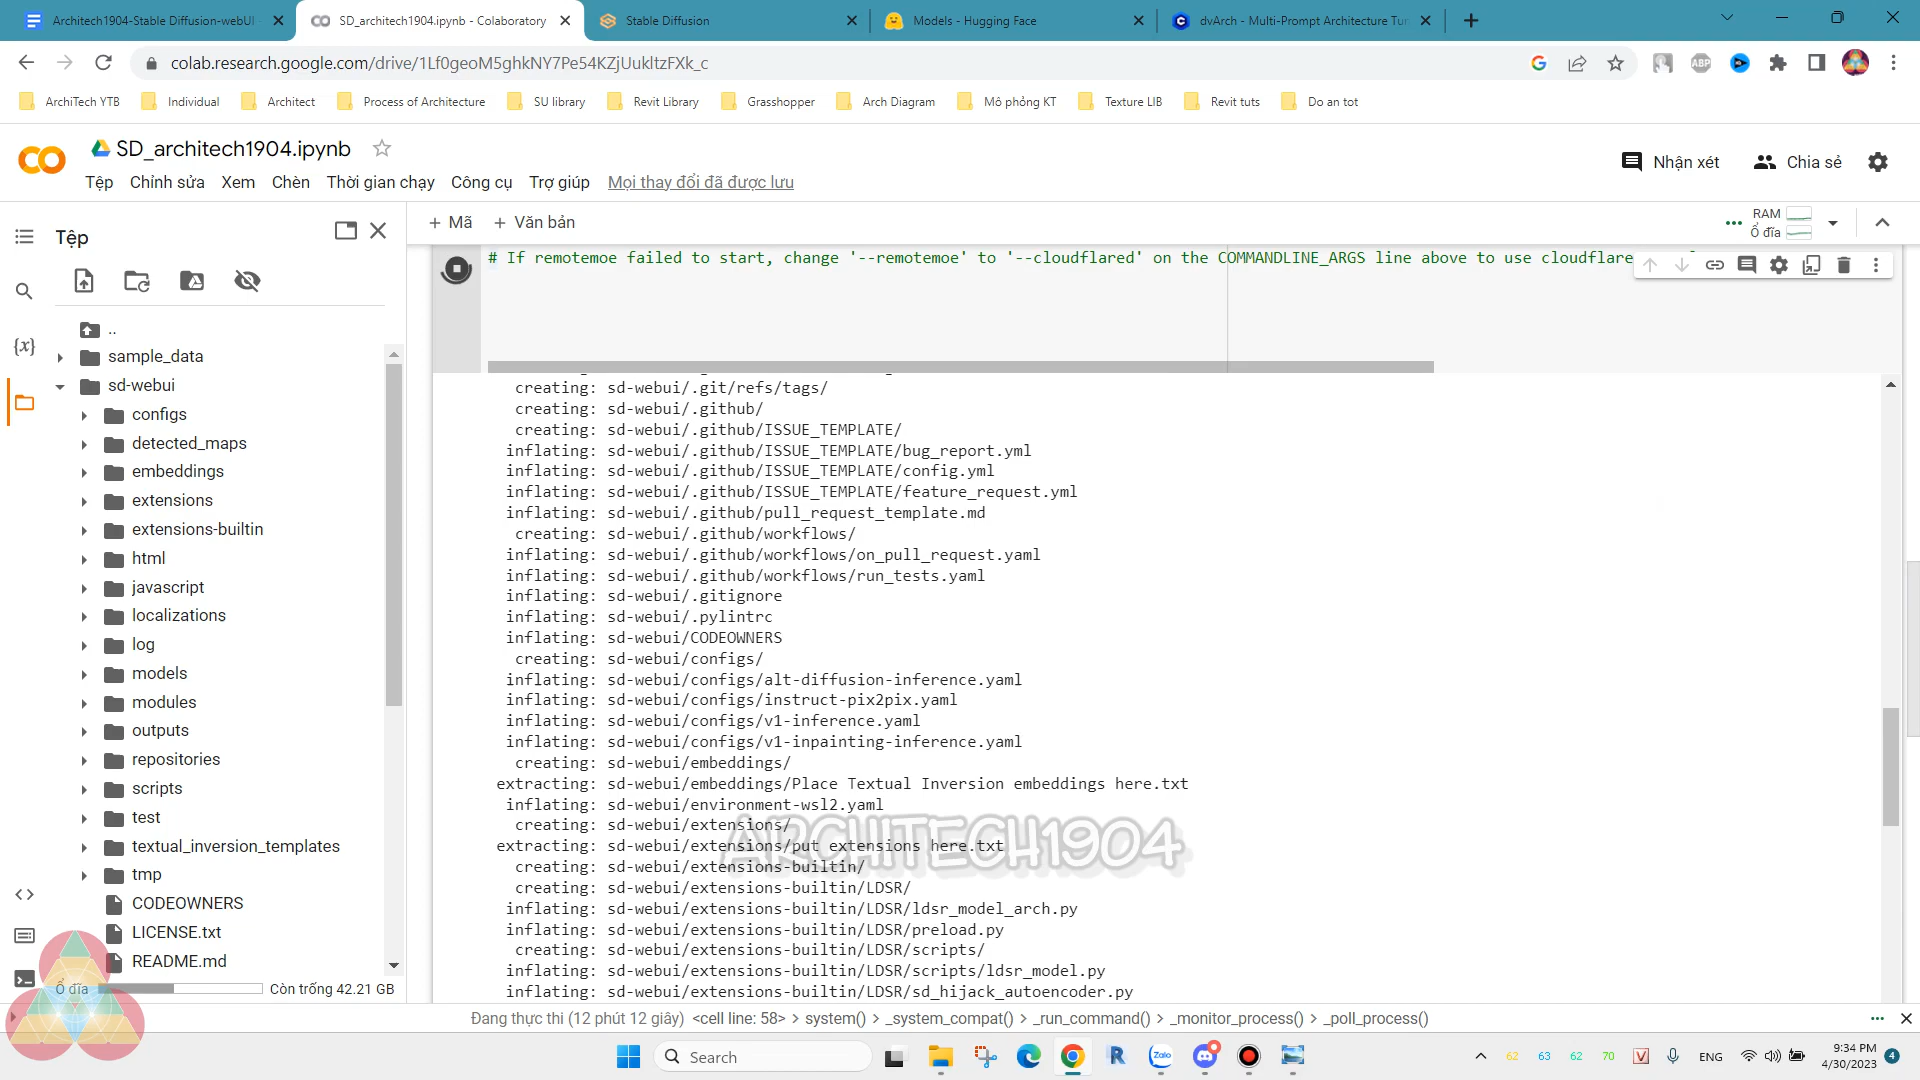 Architech1904-Stable Diffusion-webUI
SD_architech1904.ipynb - Colaboratory
Stable Diffusion
Models - Hugging Face
dvArch - Multi-Prompt Architecture Tun
colab.research.google.com/drive/1Lf0geoM5ghkNY7Pe54KZjUukltzFXk_c
ABP
ArchiTech YTB
Individual
Architect
Process of Architecture
SU library
Revit Library
Grasshopper
Arch Diagram
Mô phỏng KT
Texture LIB
Revit tuts
Do an tot
SD_architech1904.ipynb
Nhận xét
Chia sẻ
Tệp Chỉnh sửa Xem Chèn Thời gian chạy Công cụ Trợ giúp Mọi thay đổi đã được lưu
Tệp
+ Mã + Văn bản
RAM
Ổ đĩa
# If remotemoe failed to start, change '--remotemoe' to '--cloudflared' on the COMMANDLINE_ARGS line above to use cloudflare
..
sample_data
sd-webui
configs
detected_maps
embeddings
extensions
extensions-builtin
html
javascript
localizations
log
models
modules
outputs
repositories
scripts
test
textual_inversion_templates
tmp
CODEOWNERS
LICENSE.txt
README.md
Ổ đĩa
Còn trống 42.21 GB
creating: sd-webui/.git/refs/tags/
creating: sd-webui/.github/
creating: sd-webui/.github/ISSUE_TEMPLATE/
inflating: sd-webui/.github/ISSUE_TEMPLATE/bug_report.yml
inflating: sd-webui/.github/ISSUE_TEMPLATE/config.yml
inflating: sd-webui/.github/ISSUE_TEMPLATE/feature_request.yml
inflating: sd-webui/.github/pull_request_template.md
creating: sd-webui/.github/workflows/
inflating: sd-webui/.github/workflows/on_pull_request.yaml
inflating: sd-webui/.github/workflows/run_tests.yaml
inflating: sd-webui/.gitignore
inflating: sd-webui/.pylintrc
inflating: sd-webui/CODEOWNERS
creating: sd-webui/configs/
inflating: sd-webui/configs/alt-diffusion-inference.yaml
inflating: sd-webui/configs/instruct-pix2pix.yaml
inflating: sd-webui/configs/v1-inference.yaml
inflating: sd-webui/configs/v1-inpainting-inference.yaml
creating: sd-webui/embeddings/
extracting: sd-webui/embeddings/Place Textual Inversion embeddings here.txt
inflating: sd-webui/environment-wsl2.yaml
creating: sd-webui/extensions/
extracting: sd-webui/extensions/put extensions here.txt
ARCHITECH1904
creating: sd-webui/extensions-builtin/
creating: sd-webui/extensions-builtin/LDSR/
inflating: sd-webui/extensions-builtin/LDSR/ldsr_model_arch.py
inflating: sd-webui/extensions-builtin/LDSR/preload.py
creating: sd-webui/extensions-builtin/LDSR/scripts/
inflating: sd-webui/extensions-builtin/LDSR/scripts/ldsr_model.py
inflating: sd-webui/extensions-builtin/LDSR/sd_hijack_autoencoder.py
Đang thực thi (12 phút 12 giây) <cell line: 58> > system() > _system_compat() > _run_command() > _monitor_process() > _poll_process()
Search
Zalo
62 63 62 70
ENG
9:34 PM
4/30/2023
4